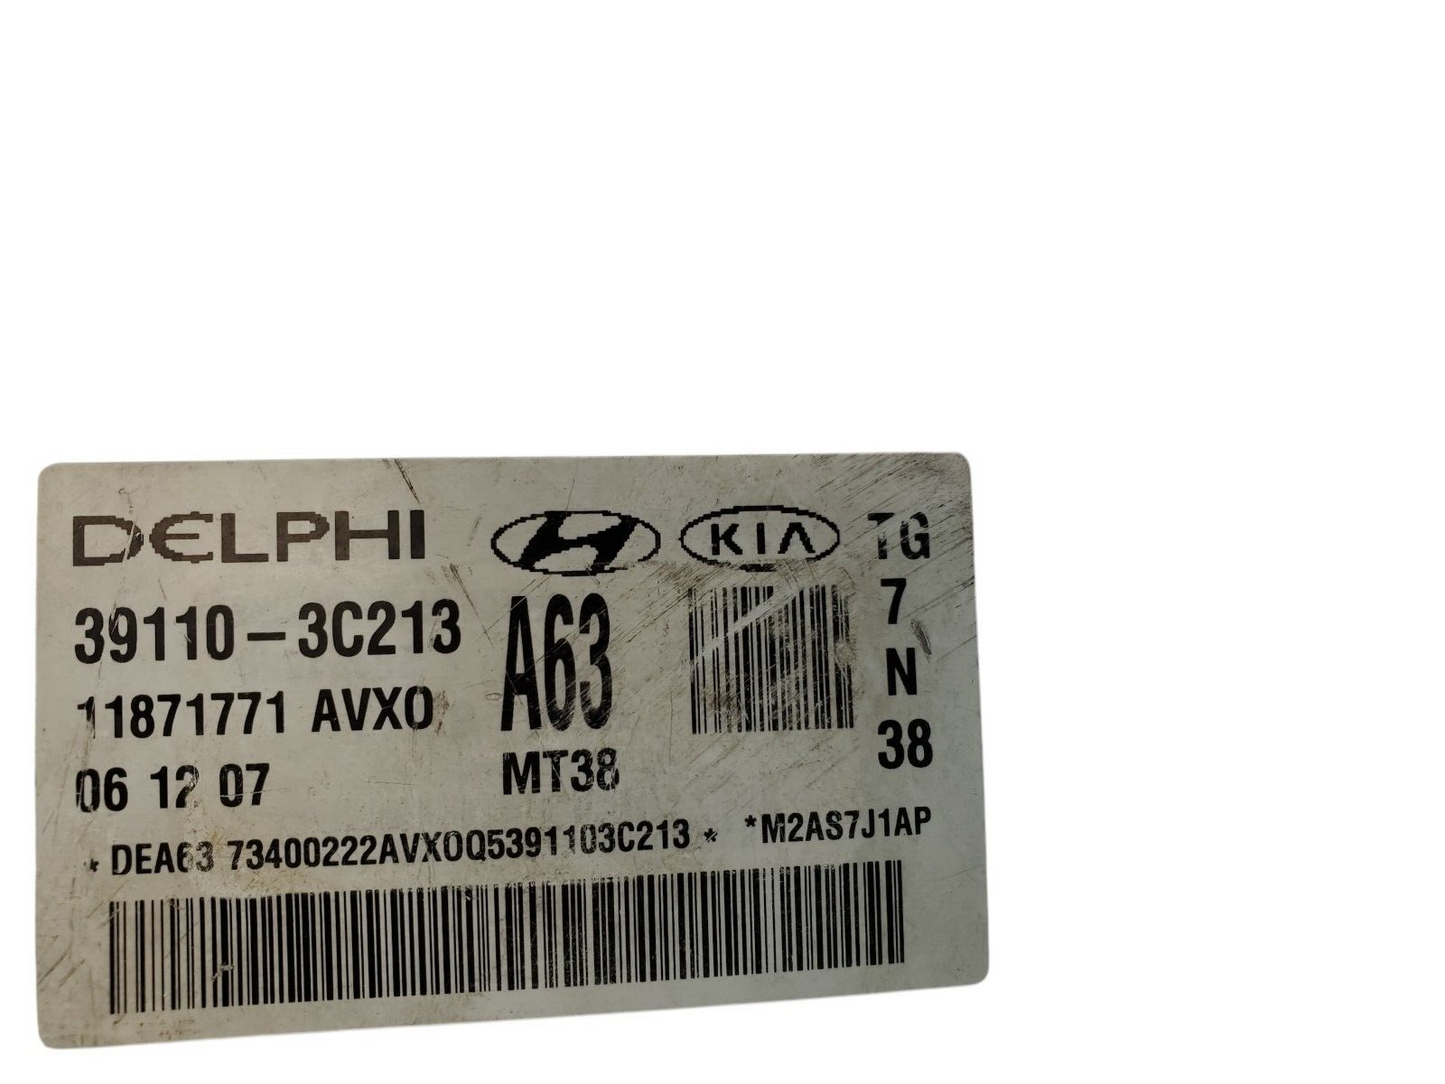 DELPHI KIA TG
39110-3C213 A63 7
11871771 AVXO N
06 12 07 MT38 38
* DEA63 73400222AVXOQ5391103C213 * *M2AS7J1AP